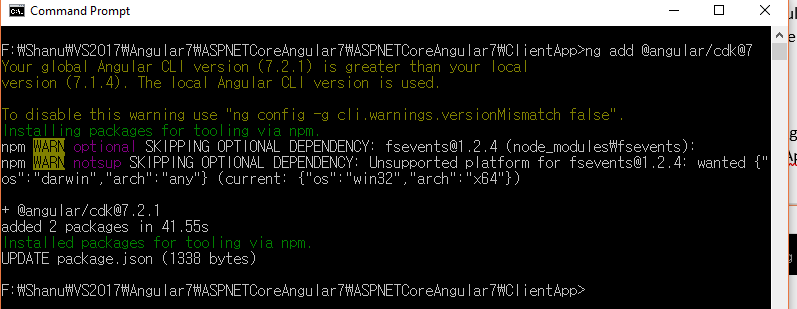 Command Prompt
F:₩Shanu₩VS2017₩Angular7₩ASPNETCoreAngular7₩ASPNETCoreAngular7₩ClientApp>ng add @angular/cdk@7
Your global Angular CLI version (7.2.1) is greater than your local
version (7.1.4). The local Angular CLI version is used.
To disable this warning use "ng config -g cli.warnings.versionMismatch false".
Installing packages for tooling via npm.
npm WARN optional SKIPPING OPTIONAL DEPENDENCY: fsevents@1.2.4 (node_modules₩fsevents):
npm WARN notsup SKIPPING OPTIONAL DEPENDENCY: Unsupported platform for fsevents@1.2.4: wanted {"
os":"darwin","arch":"any"} (current: {"os":"win32","arch":"x64"})
+ @angular/cdk@7.2.1
added 2 packages in 41.55s
Installed packages for tooling via npm.
UPDATE package.json (1338 bytes)
F:₩Shanu₩VS2017₩Angular7₩ASPNETCoreAngular7₩ASPNETCoreAngular7₩ClientApp>